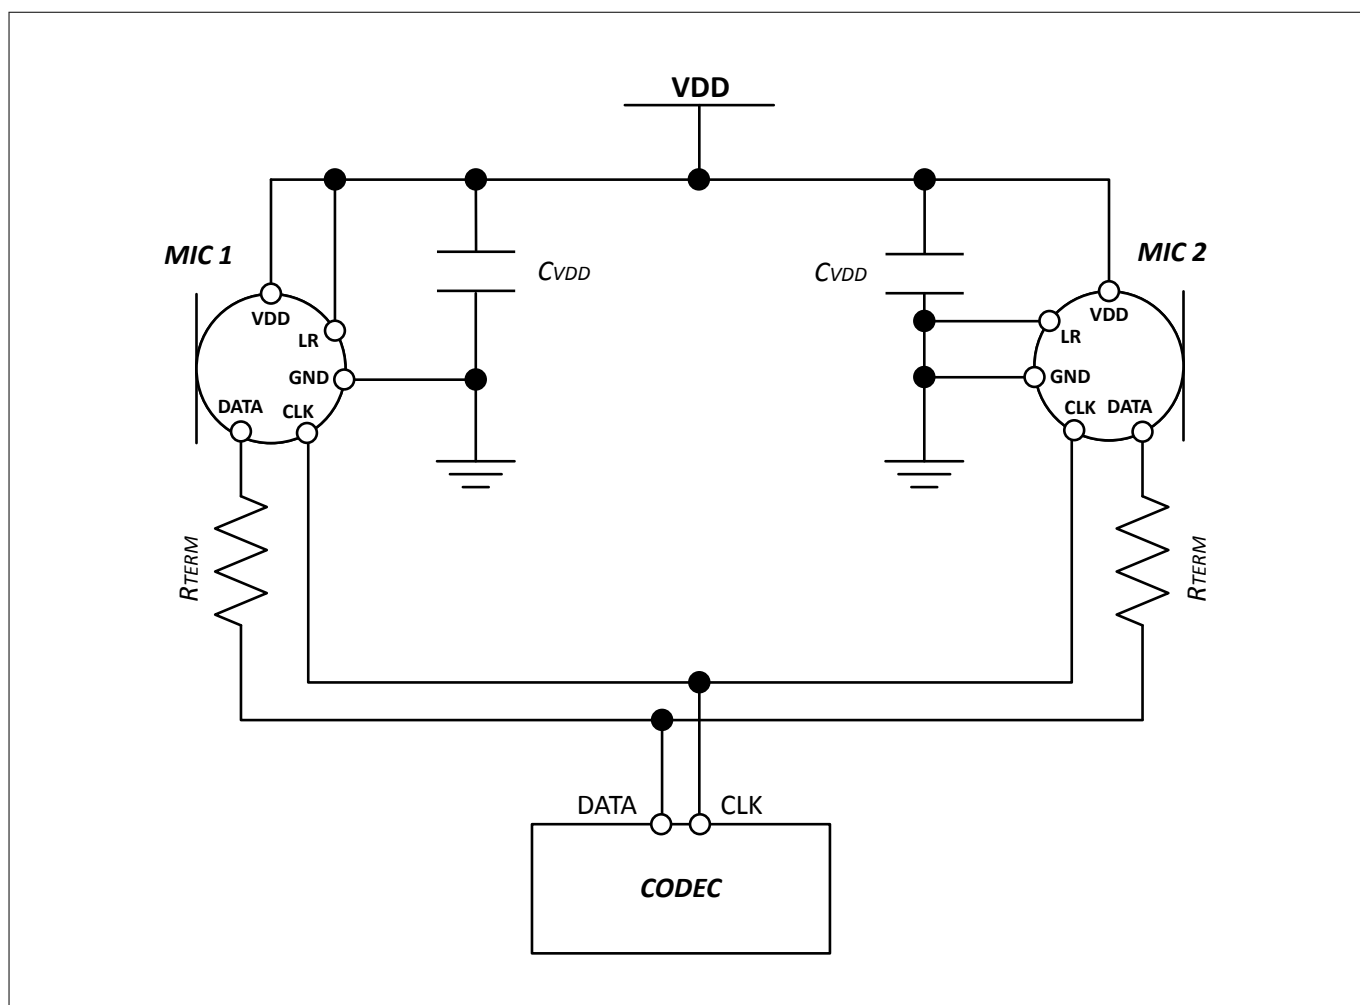 VDD
MIC 1
MIC 2
CVDD
CVDD
VDD
VDD
LR
LR
GND
GND
DATA
CLK
CLK
DATA
RTERM
RTERM
DATA
CLK
CODEC